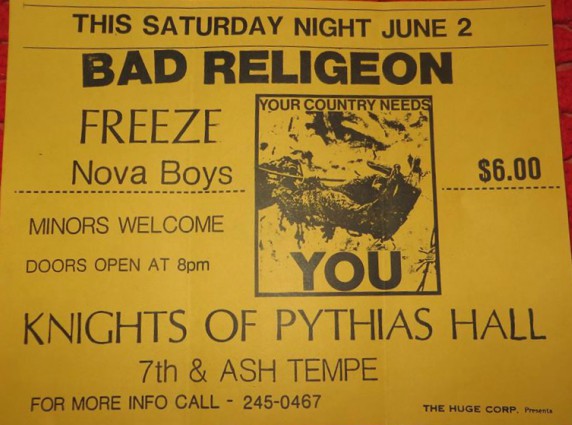 THIS SATURDAY NIGHT JUNE 2
BAD RELIGEON
FREEZE
Nova Boys
YOUR COUNTRY NEEDS
YOU
$6.00
MINORS WELCOME
DOORS OPEN AT 8pm
KNIGHTS OF PYTHIAS HALL
7th & ASH TEMPE
FOR MORE INFO CALL - 245-0467
THE HUGE CORP. Presents